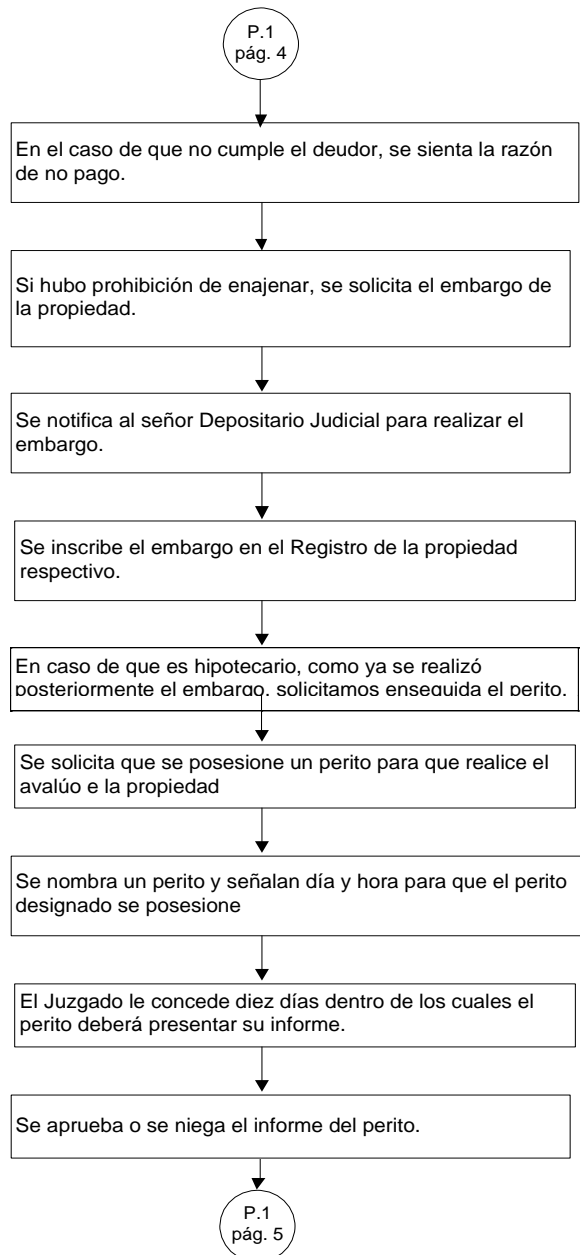 P.1
pág. 4
En el caso de que no cumple el deudor, se sienta la razón
de no pago.
Si hubo prohibición de enajenar, se solicita el embargo de
la propiedad.
Se notifica al señor Depositario Judicial para realizar el
embargo.
Se inscribe el embargo en el Registro de la propiedad
respectivo.
En caso de que es hipotecario, como ya se realizó
posteriormente el embargo, solicitamos enseguida el perito.
Se solicita que se posesione un perito para que realice el
avalúo e la propiedad
Se nombra un perito y señalan día y hora para que el perito
designado se posesione
El Juzgado le concede diez días dentro de los cuales el
perito deberá presentar su informe.
Se aprueba o se niega el informe del perito.
P.1
pág. 5